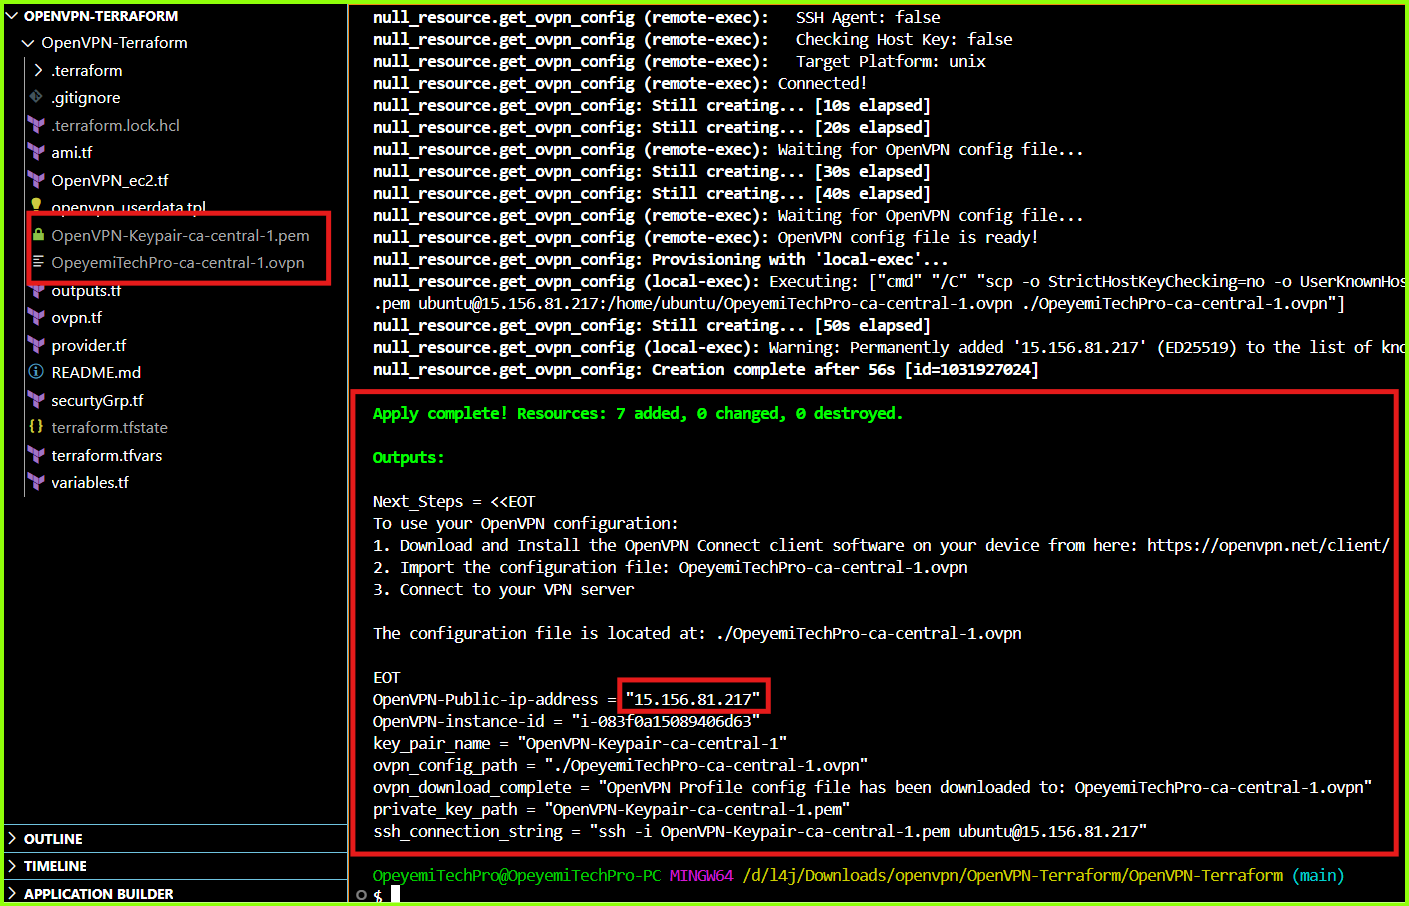 OPENVPN-TERRAFORM
OpenVPN-Terraform
.terraform
.gitignore
.terraform.lock.hcl
ami.tf
OpenVPN_ec2.tf
openvpn_userdata.tpl
OpenVPN-Keypair-ca-central-1.pem
OpeyemiTechPro-ca-central-1.ovpn
outputs.tf
ovpn.tf
provider.tf
README.md
securtyGrp.tf
terraform.tfstate
terraform.tfvars
variables.tf
OUTLINE
TIMELINE
APPLICATION BUILDER
null_resource.get_ovpn_config (remote-exec):   SSH Agent: false
null_resource.get_ovpn_config (remote-exec):   Checking Host Key: false
null_resource.get_ovpn_config (remote-exec):   Target Platform: unix
null_resource.get_ovpn_config (remote-exec): Connected!
null_resource.get_ovpn_config: Still creating... [10s elapsed]
null_resource.get_ovpn_config: Still creating... [20s elapsed]
null_resource.get_ovpn_config (remote-exec): Waiting for OpenVPN config file...
null_resource.get_ovpn_config: Still creating... [30s elapsed]
null_resource.get_ovpn_config: Still creating... [40s elapsed]
null_resource.get_ovpn_config (remote-exec): Waiting for OpenVPN config file...
null_resource.get_ovpn_config (remote-exec): OpenVPN config file is ready!
null_resource.get_ovpn_config: Provisioning with 'local-exec'...
null_resource.get_ovpn_config (local-exec): Executing: ["cmd" "/C" "scp -o StrictHostKeyChecking=no -o UserKnownHos
.pem ubuntu@15.156.81.217:/home/ubuntu/OpeyemiTechPro-ca-central-1.ovpn ./OpeyemiTechPro-ca-central-1.ovpn"]
null_resource.get_ovpn_config: Still creating... [50s elapsed]
null_resource.get_ovpn_config (local-exec): Warning: Permanently added '15.156.81.217' (ED25519) to the list of kno
null_resource.get_ovpn_config: Creation complete after 56s [id=1031927024]
Apply complete! Resources: 7 added, 0 changed, 0 destroyed.
Outputs:
Next_Steps = <<EOT
To use your OpenVPN configuration:
1. Download and Install the OpenVPN Connect client software on your device from here: https://openvpn.net/client/
2. Import the configuration file: OpeyemiTechPro-ca-central-1.ovpn
3. Connect to your VPN server
The configuration file is located at: ./OpeyemiTechPro-ca-central-1.ovpn
EOT
OpenVPN-Public-ip-address = "15.156.81.217"
OpenVPN-instance-id = "i-083f0a15089406d63"
key_pair_name = "OpenVPN-Keypair-ca-central-1"
ovpn_config_path = "./OpeyemiTechPro-ca-central-1.ovpn"
ovpn_download_complete = "OpenVPN Profile config file has been downloaded to: OpeyemiTechPro-ca-central-1.ovpn"
private_key_path = "OpenVPN-Keypair-ca-central-1.pem"
ssh_connection_string = "ssh -i OpenVPN-Keypair-ca-central-1.pem ubuntu@15.156.81.217"
OpeyemiTechPro@OpeyemiTechPro-PC MINGW64 /d/l4j/Downloads/openvpn/OpenVPN-Terraform/OpenVPN-Terraform (main)
$